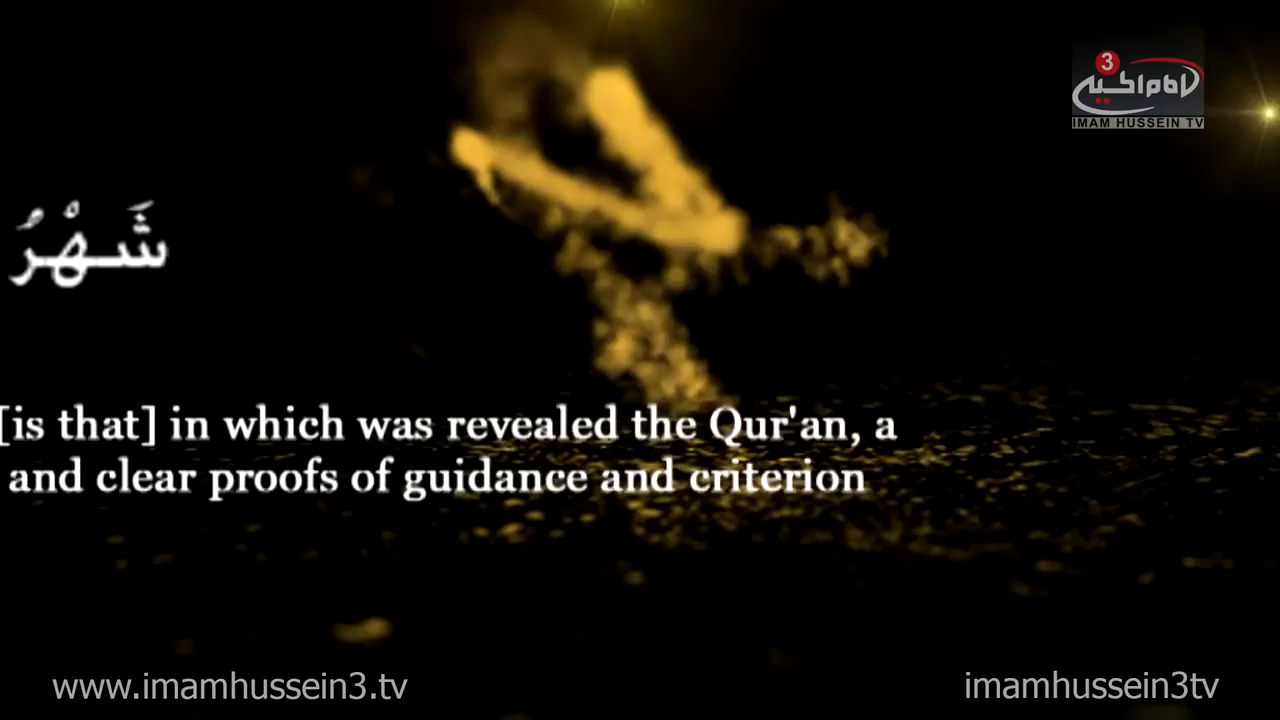 3
IMAM HUSSEIN TV
شَهْرُ
[is that] in which was revealed the Qur'an, a
and clear proofs of guidance and criterion
www.imamhussein3.tv
imamhussein3tv